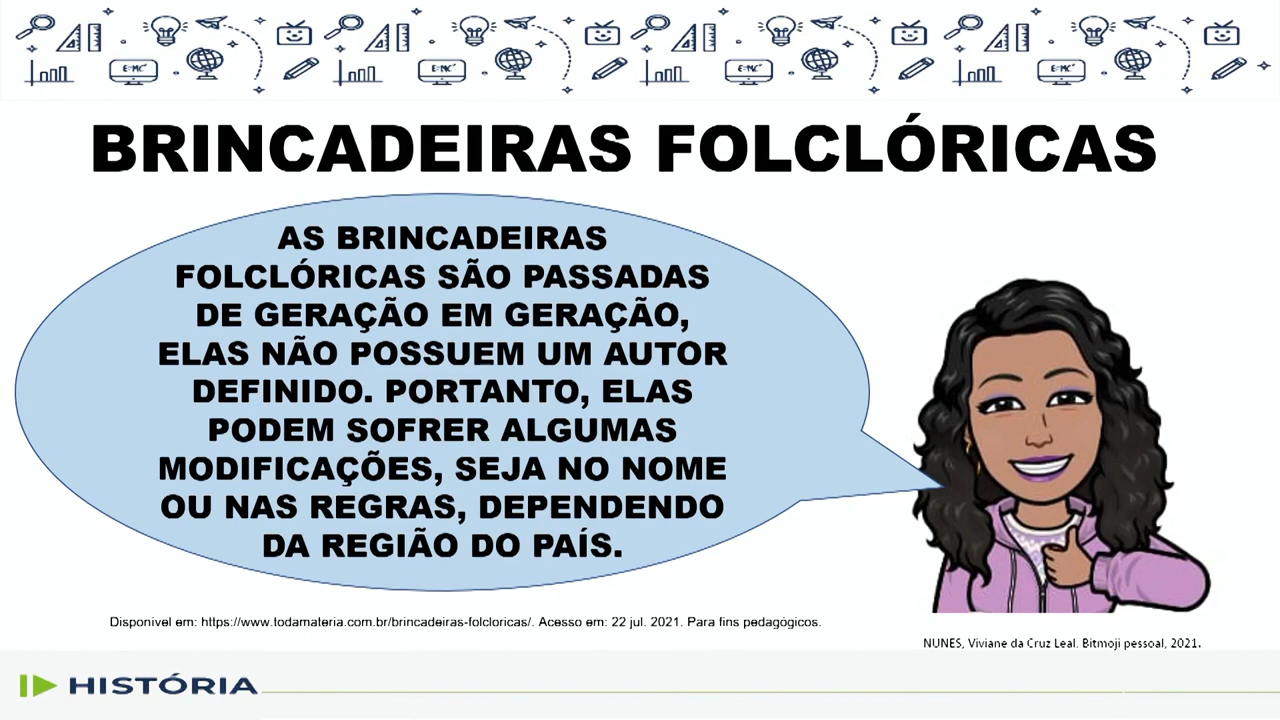 BRINCADEIRAS FOLCLÓRICAS
AS BRINCADEIRAS
FOLCLÓRICAS SÃO PASSADAS
DE GERAÇÃO EM GERAÇÃO,
ELAS NÃO POSSUEM UM AUTOR
DEFINIDO. PORTANTO, ELAS
PODEM SOFRER ALGUMAS
MODIFICAÇÕES, SEJA NO NOME
OU NAS REGRAS, DEPENDENDO
DA REGIÃO DO PAÍS.
Disponível em: https://www.todamateria.com.br/brincadeiras-folcloricas/. Acesso em: 22 jul. 2021. Para fins pedagógicos.
NUNES, Viviane da Cruz Leal. Bitmoji pessoal, 2021.
HISTÓRIA